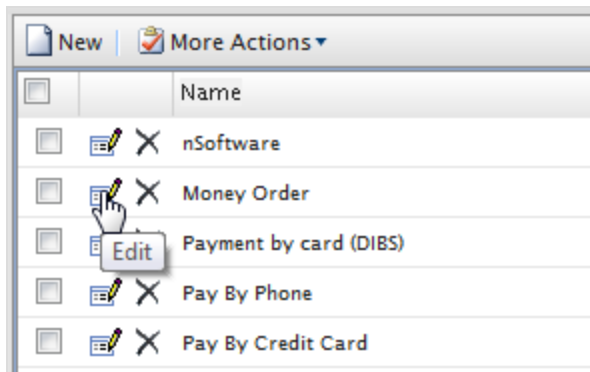 New More Actions
Name
nSoftware
Money Order
Payment by card (DIBS)
Edit
Pay By Phone
Pay By Credit Card